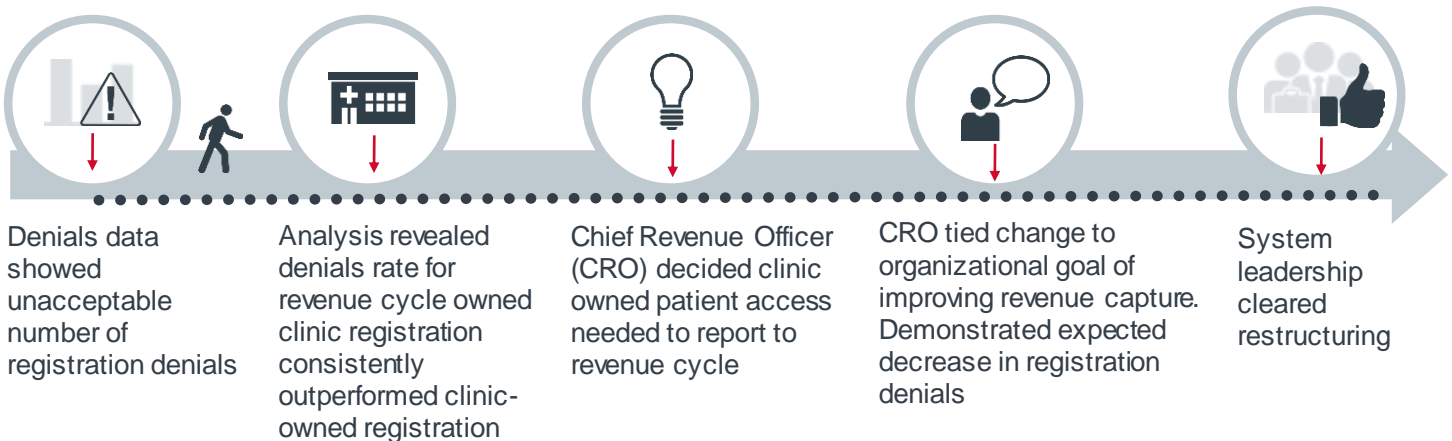 Denials data
showed
unacceptable
number of
registration denials
Analysis revealed
denials rate for
revenue cycle owned
clinic registration
consistently
outperformed clinic-
owned registration
Chief Revenue Officer
(CRO) decided clinic
owned patient access
needed to report to
revenue cycle
CRO tied change to
organizational goal of
improving revenue capture.
Demonstrated expected
decrease in registration
denials
System
leadership
cleared
restructuring